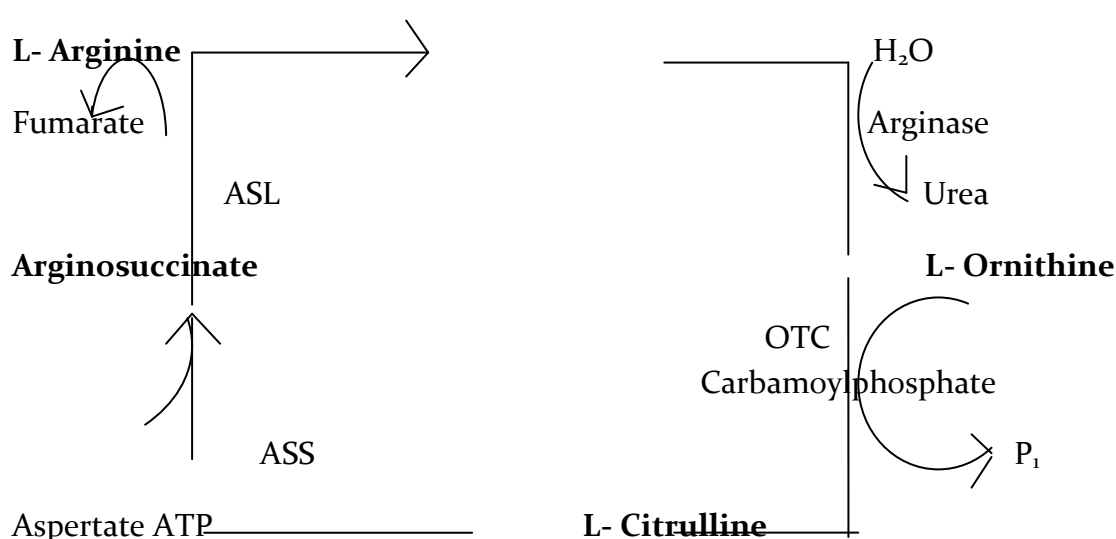 L- Arginine H₂O
Fumarate Arginase
ASL Urea
Arginosuccinate L- Ornithine
OTC
Carbamoylphosphate
ASS P₁
Aspertate ATP L- Citrulline